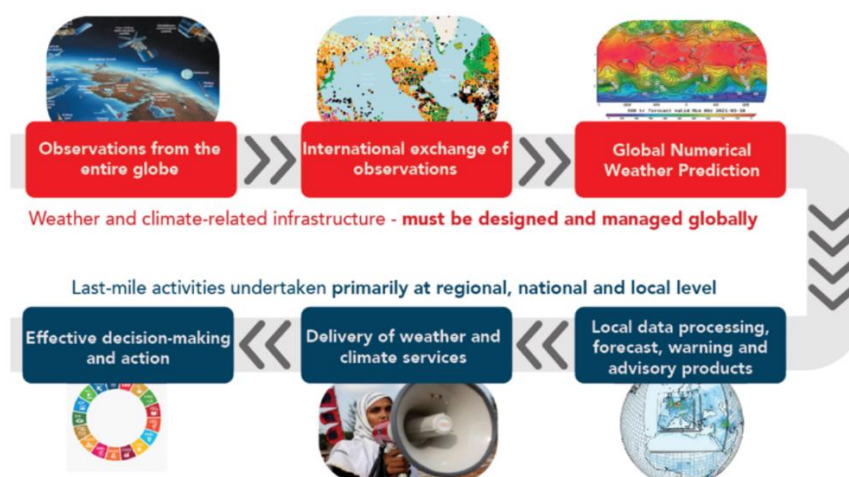 Observations from the
entire globe
International exchange of
observations
Global Numerical
Weather Prediction
Weather and climate-related infrastructure - must be designed and managed globally
Last-mile activities undertaken primarily at regional, national and local level
Effective decision-making
and action
Delivery of weather and
climate services
Local data processing,
forecast, warning and
advisory products